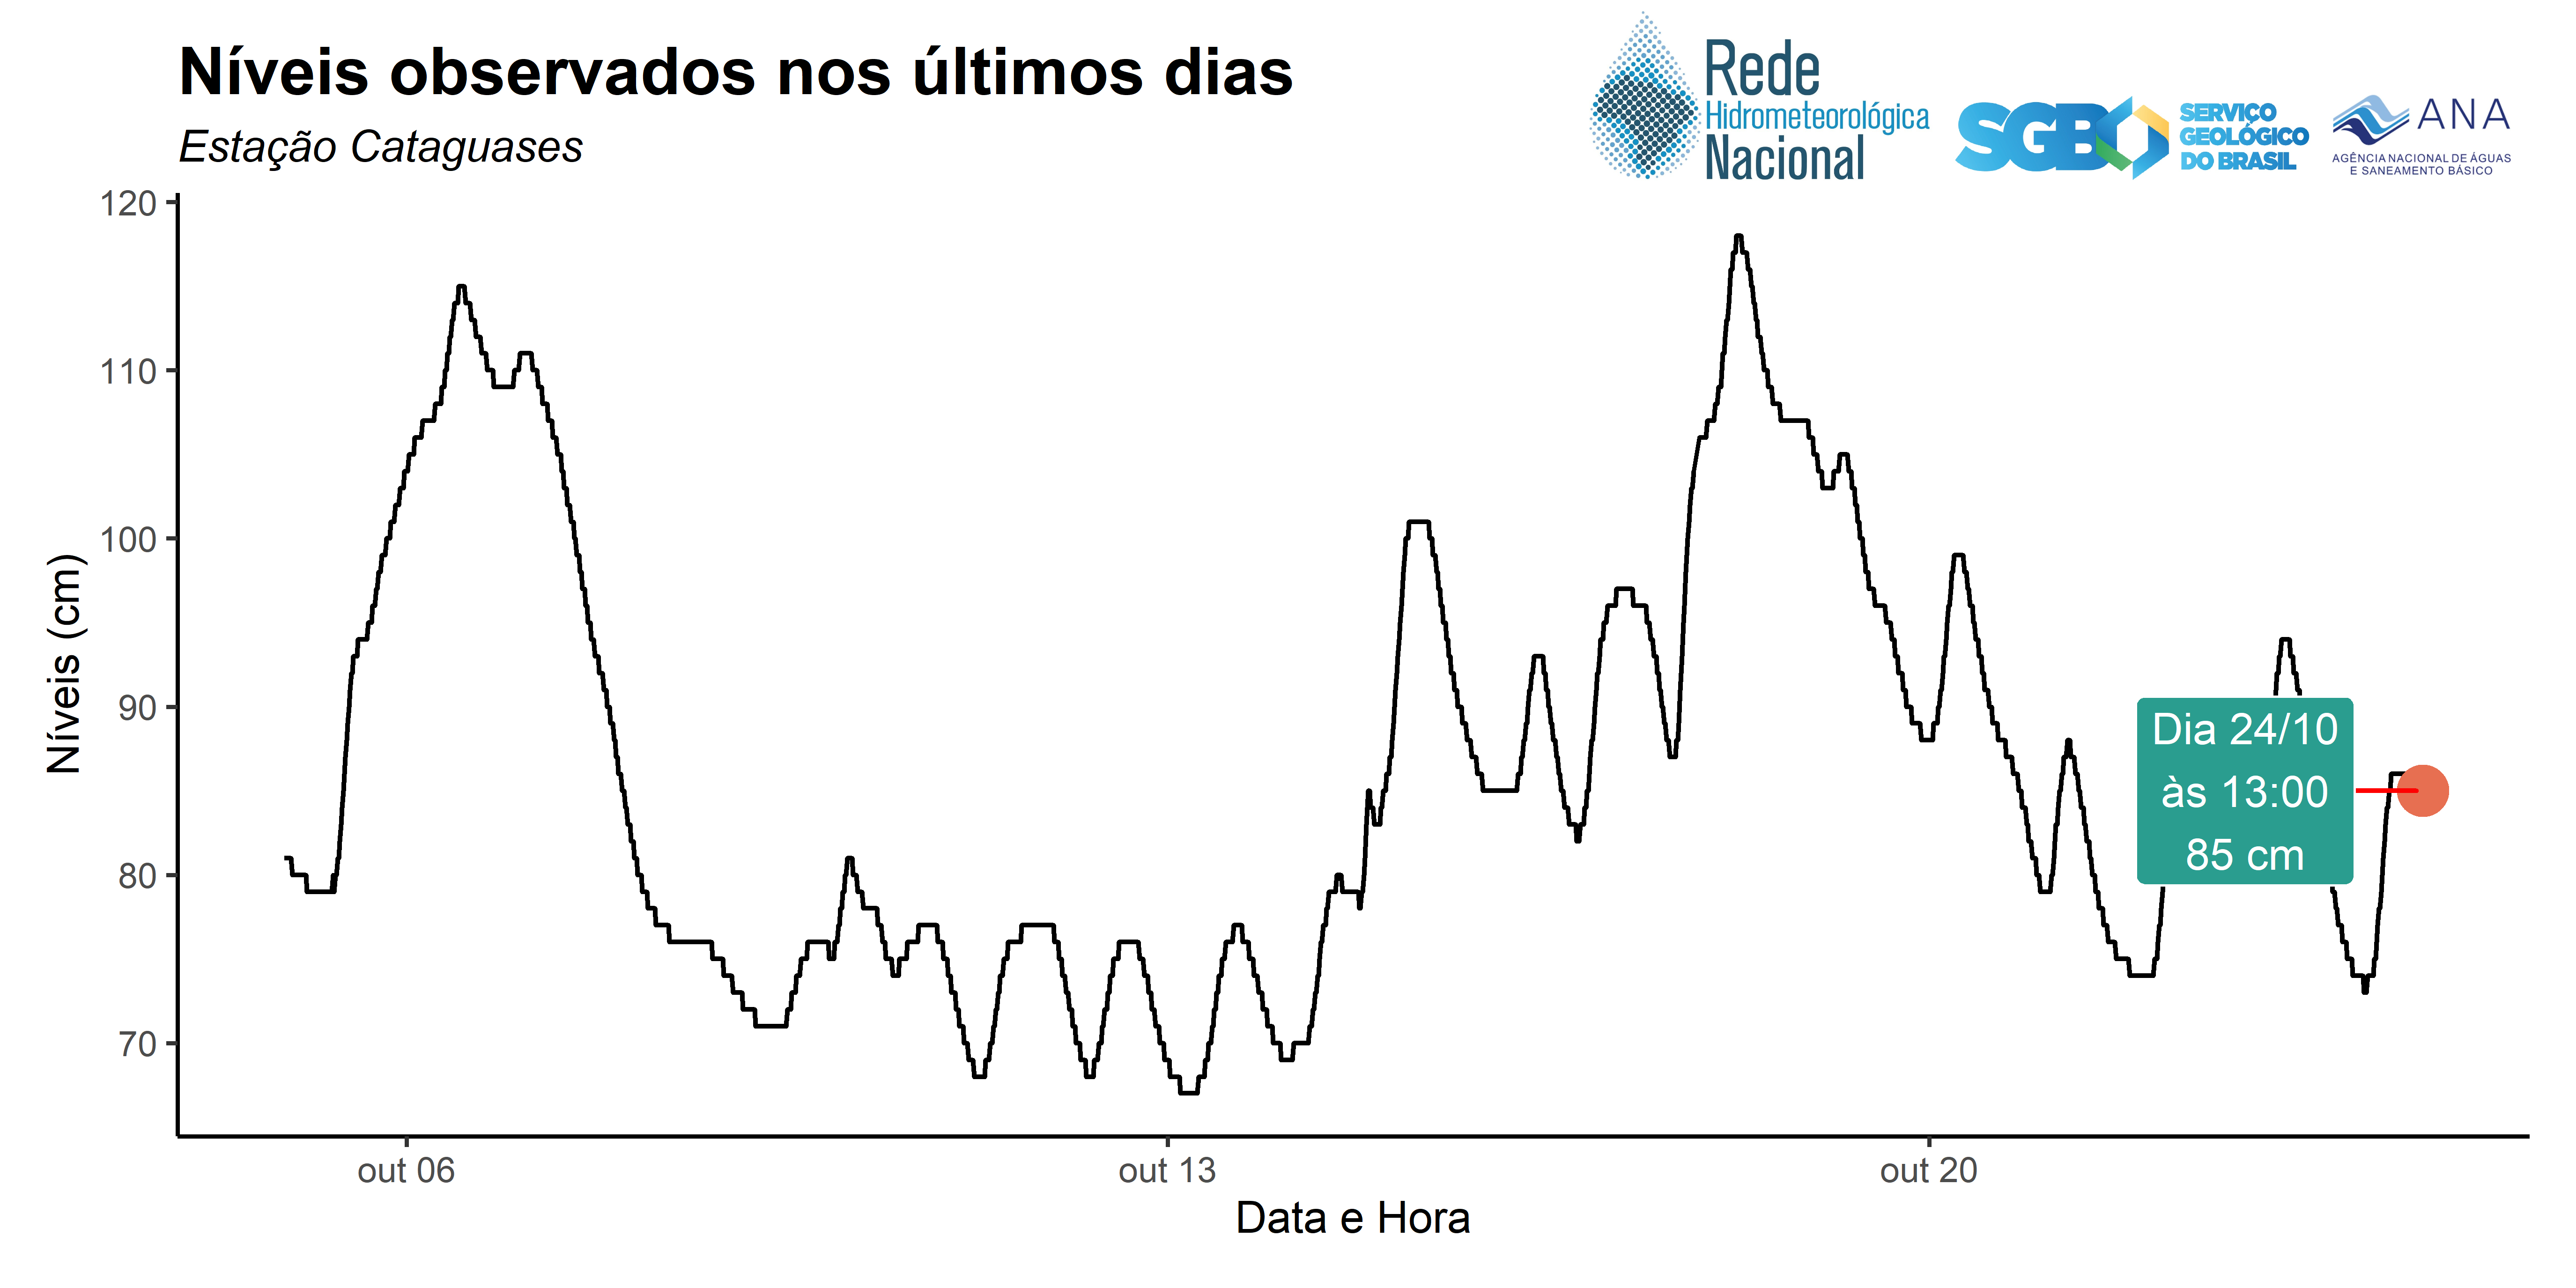 Níveis observados nos últimos dias
Estação Cataguases
Rede
Hidrometeorológica
Nacional
SGB
SERVIÇO
GEOLÓGICO
DO BRASIL
ANA
AGÊNCIA NACIONAL DE ÁGUAS
E SANEAMENTO BÁSICO
Níveis (cm)
120
110
100
90
80
70
Dia 24/10
às 13:00
85 cm
out 06
out 13
out 20
Data e Hora